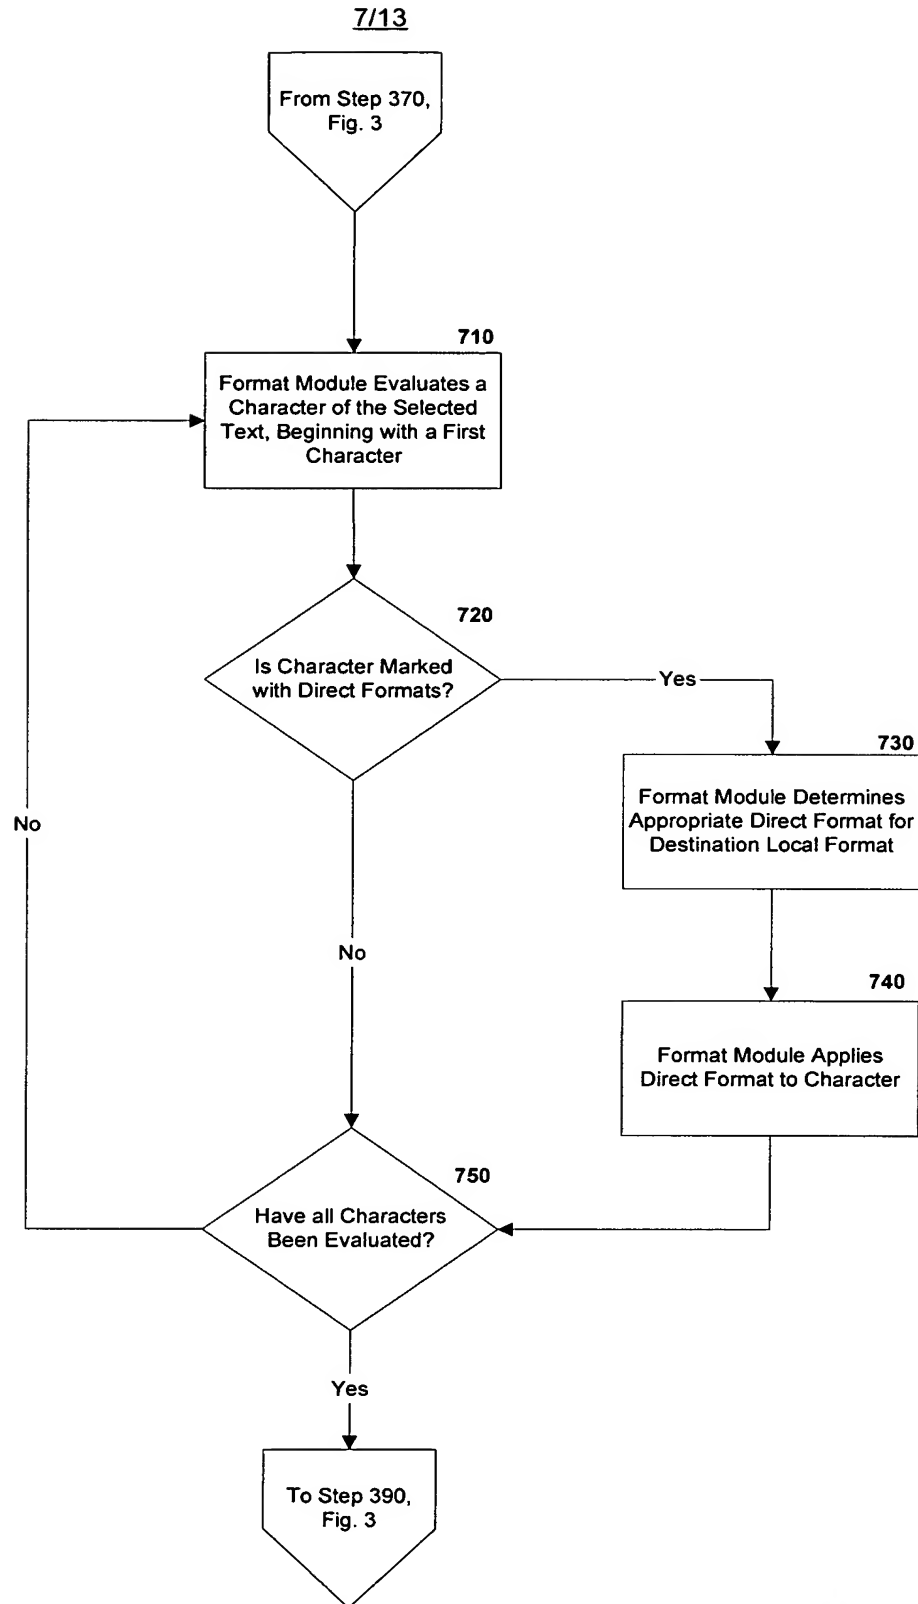 7/13
From Step 370,
Fig. 3
710
Format Module Evaluates a
Character of the Selected
Text, Beginning with a First
Character
720
Is Character Marked
with Direct Formats?
Yes
730
Format Module Determines
Appropriate Direct Format for
Destination Local Format
No
No
740
Format Module Applies
Direct Format to Character
750
Have all Characters
Been Evaluated?
Yes
To Step 390,
Fig. 3